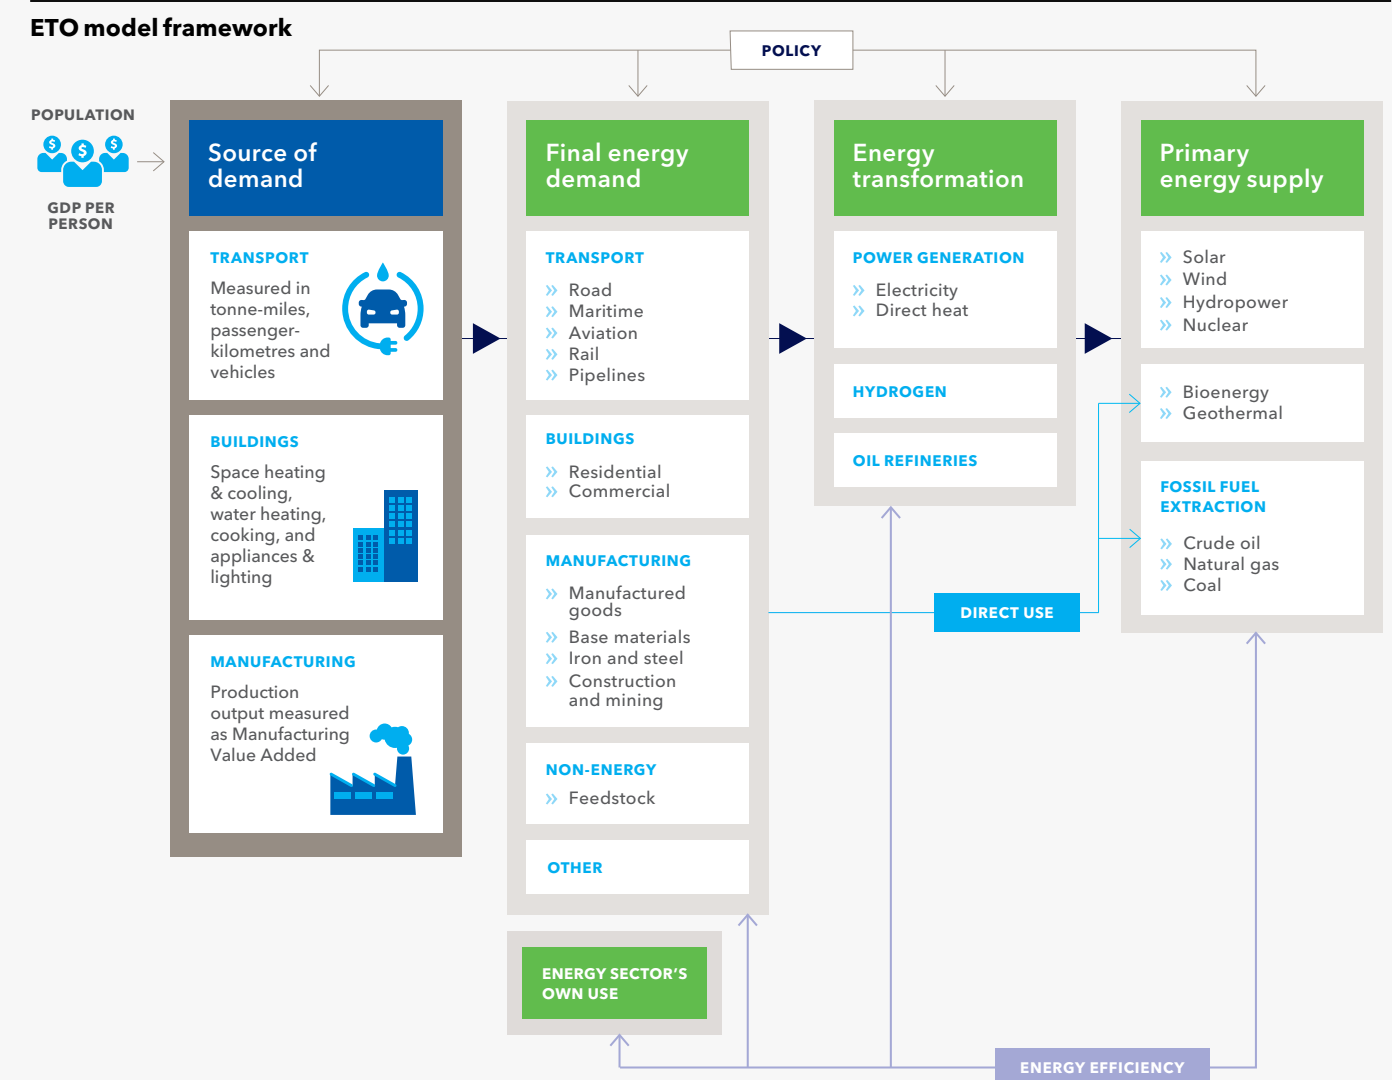 ETO model framework
POLICY
POPULATION
$ $ $
GDP PER
PERSON
Source of
demand
TRANSPORT
Measured in
tonne-miles,
passenger-
kilometres and
vehicles
BUILDINGS
Space heating
& cooling,
water heating,
cooking, and
appliances &
lighting
MANUFACTURING
Production
output measured
as Manufacturing
Value Added
Final energy
demand
TRANSPORT
» Road
» Maritime
» Aviation
» Rail
» Pipelines
BUILDINGS
» Residential
» Commercial
MANUFACTURING
» Manufactured
goods
» Base materials
» Iron and steel
» Construction
and mining
NON-ENERGY
» Feedstock
OTHER
ENERGY SECTOR'S
OWN USE
Energy
transformation
POWER GENERATION
» Electricity
» Direct heat
HYDROGEN
OIL REFINERIES
DIRECT USE
Primary
energy supply
» Solar
» Wind
» Hydropower
» Nuclear
» Bioenergy
» Geothermal
FOSSIL FUEL
EXTRACTION
» Crude oil
» Natural gas
» Coal
ENERGY EFFICIENCY